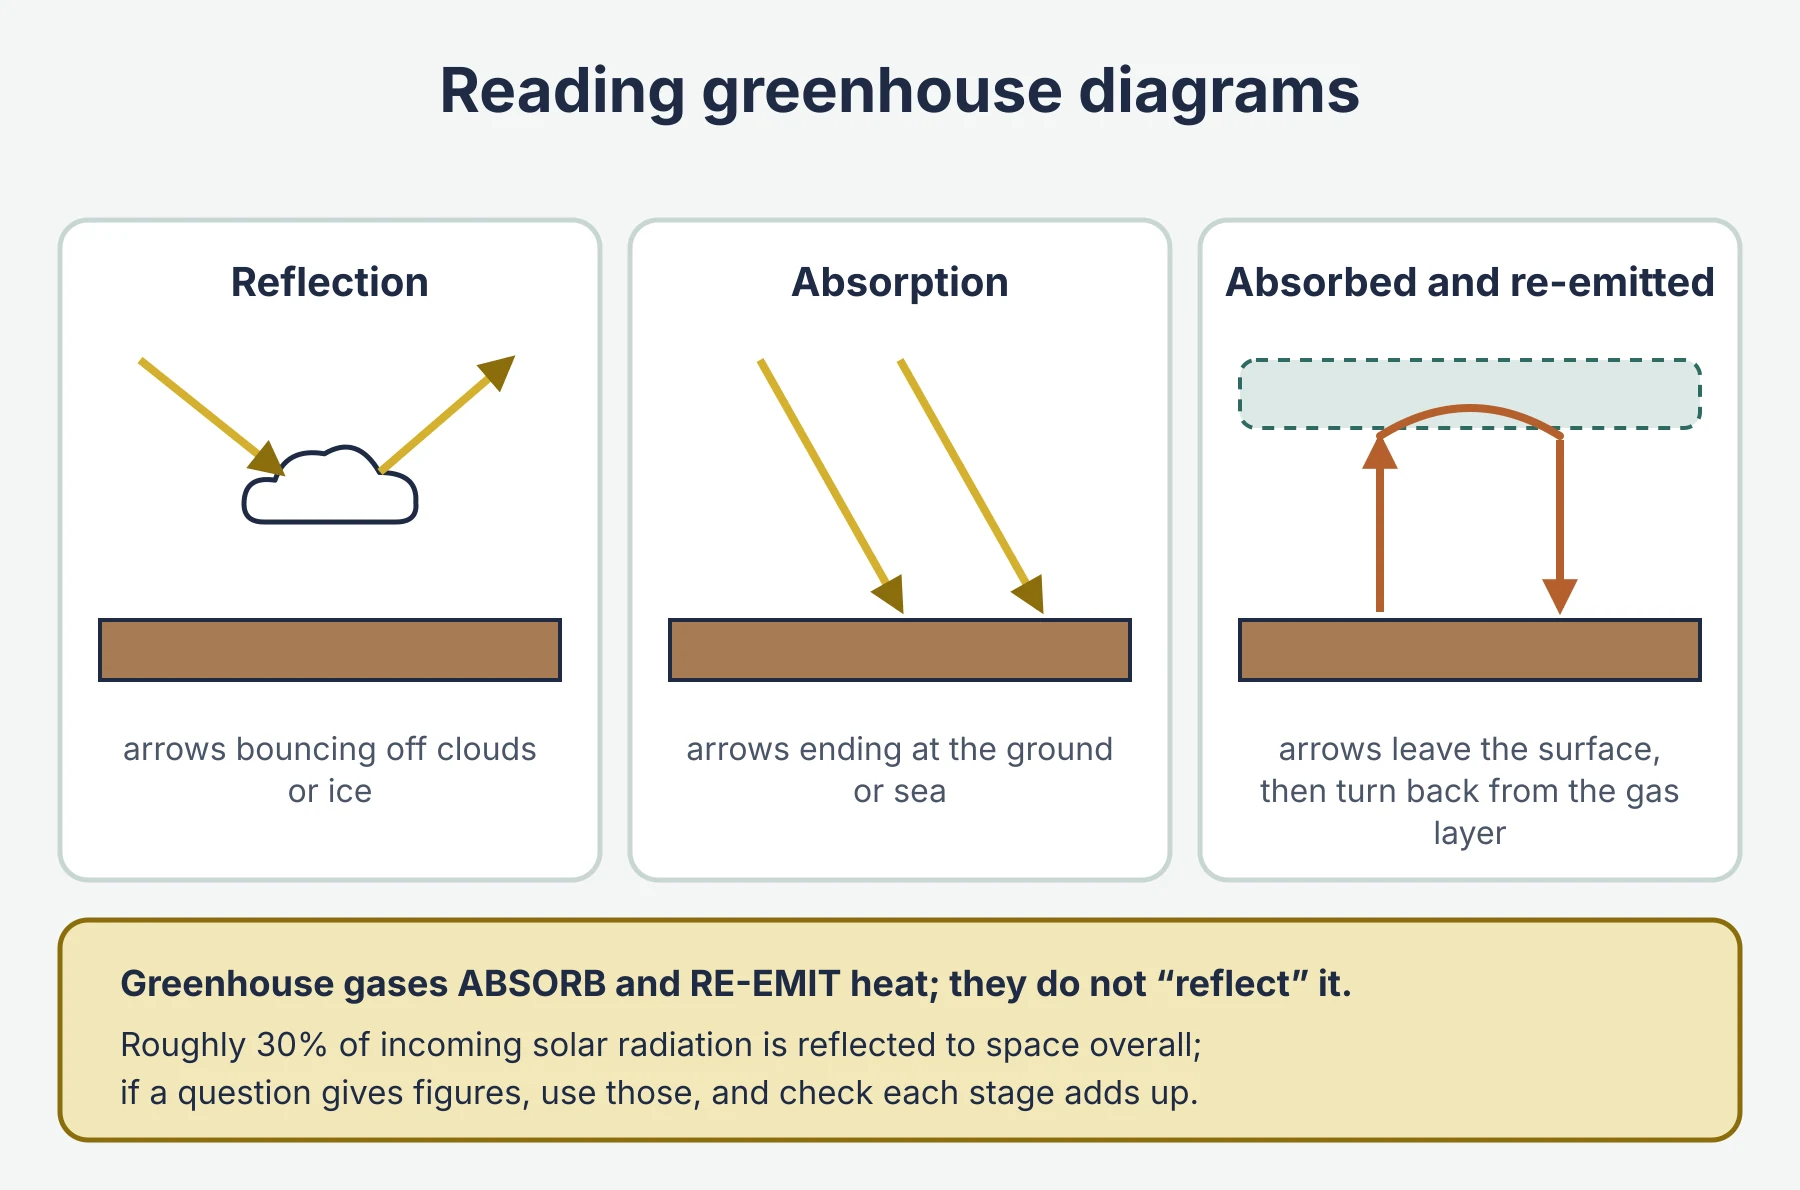 Reading greenhouse diagrams
Reflection
arrows bouncing off clouds
or ice
Absorption
arrows ending at the ground
or sea
Absorbed and re-emitted
arrows leave the surface,
then turn back from the gas
layer
Greenhouse gases ABSORB and RE-EMIT heat; they do not “reflect” it.
Roughly 30% of incoming solar radiation is reflected to space overall;
if a question gives figures, use those, and check each stage adds up.